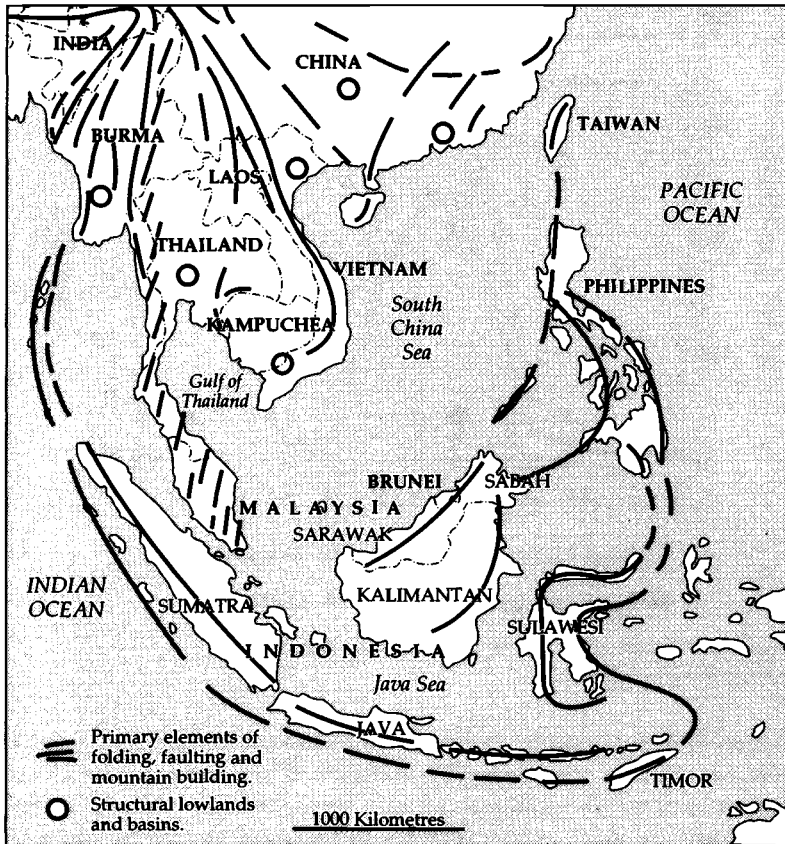 INDIA
CHINA
BURMA
TAIWAN
LAOS
PACIFIC
OCEAN
THAILAND
VIETNAM
PHILIPPINES
KAMPUCHEA
South
China
Sea
Gulf of
Thailand
BRUNEI
SABAH
MALAYSIA
SARAWAK
INDIAN
OCEAN
SUMATRA
KALIMANTAN
SULAWESI
INDONESIA
Java Sea
JAVA
TIMOR
Primary elements of
folding, faulting and
mountain building.
Structural lowlands
and basins.
1000 Kilometres